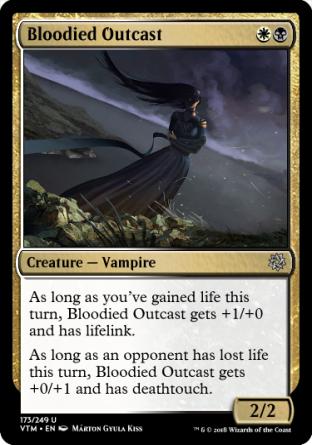 Bloodied Outcast
Creature — Vampire
As long as you've gained life this
turn, Bloodied Outcast gets +1/+0
and has lifelink.
As long as an opponent has lost life
this turn, Bloodied Outcast gets
+0/+1 and has deathtouch.
2/2
173/249 U
VTM • EN MÁRTON GYULA KISS
™ & © 2018 Wizards of the Coast